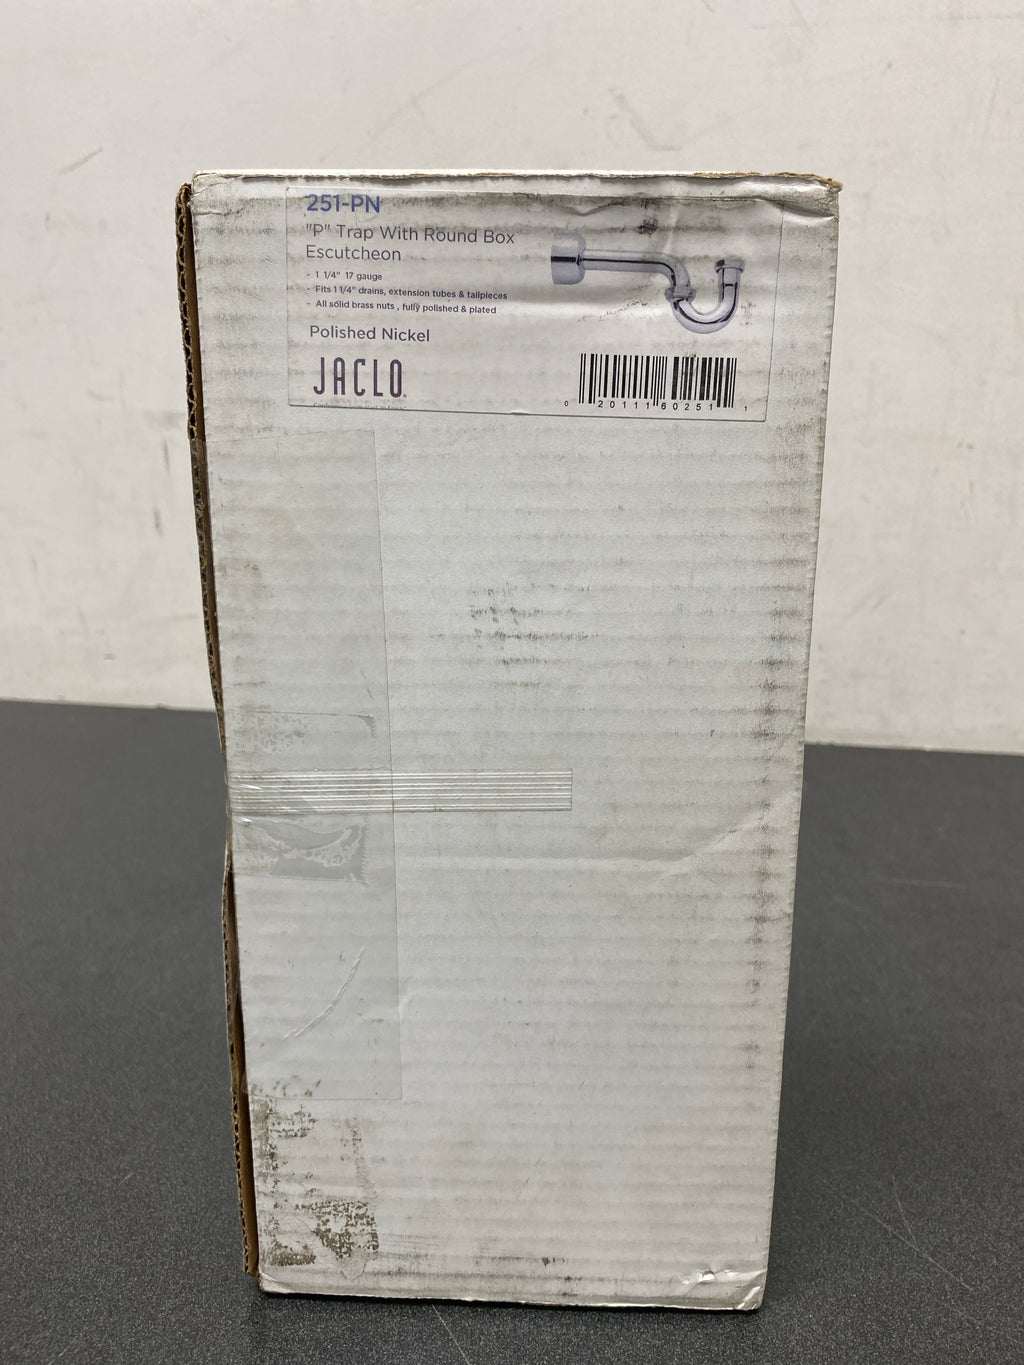 251-PN
"P" Trap With Round Box
Escutcheon
- 1 1/4" 17 gauge
- Fits 1 1/4" drains, extension tubes & tailpieces
- All solid brass nuts , fully polished & plated
Polished Nickel
JACLO®
0 20111 60251 1